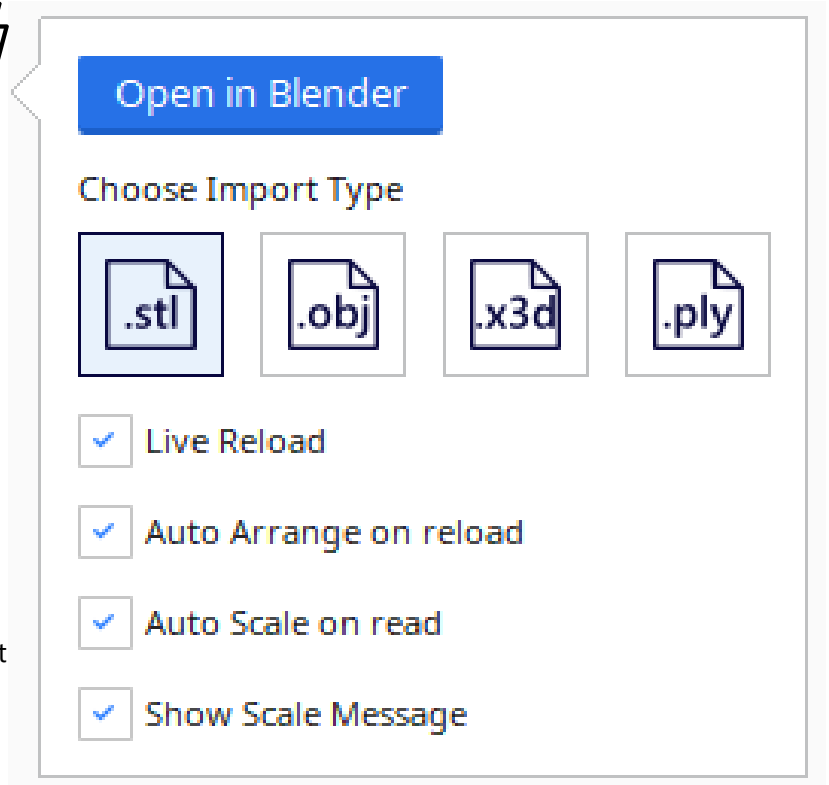 Open in Blender
Choose Import Type
.stl .obj .x3d .ply
Live Reload
Auto Arrange on reload
Auto Scale on read
t
Show Scale Message